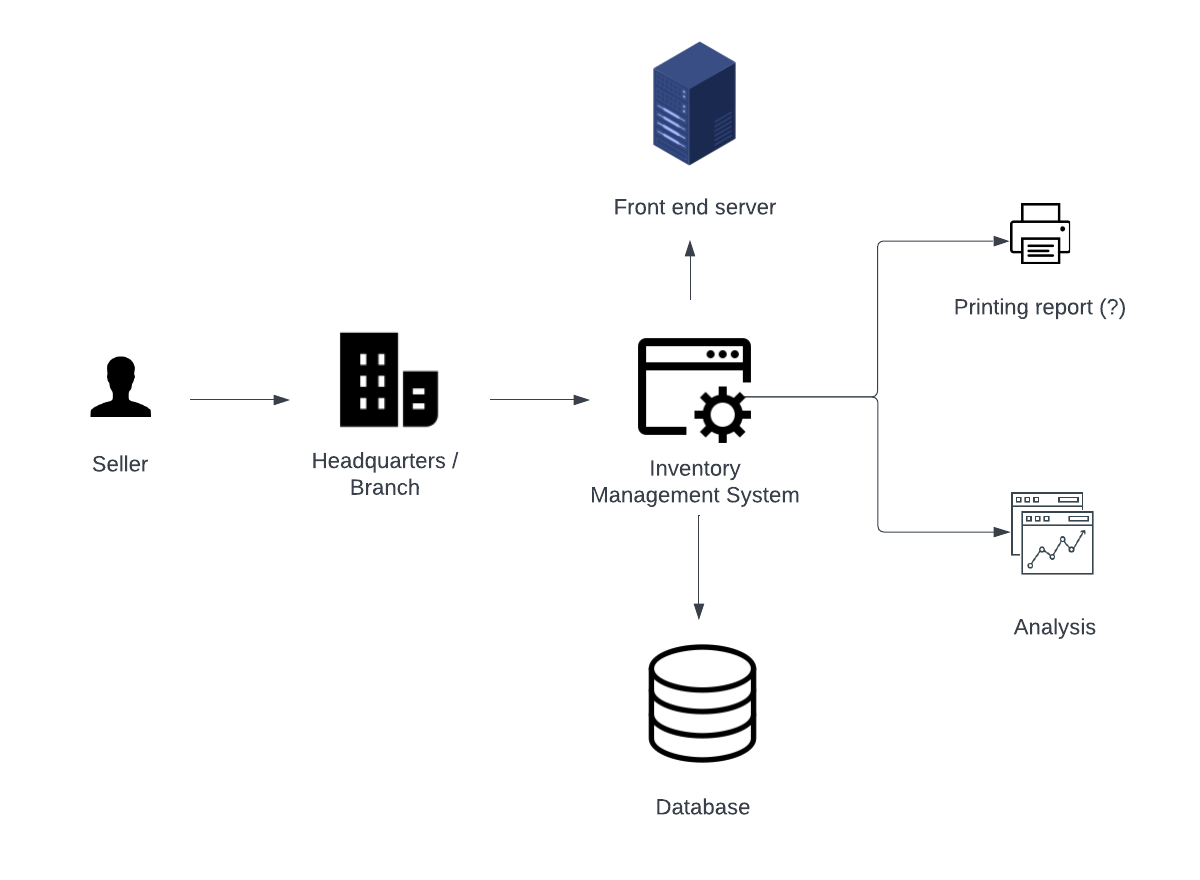 Front end server
Printing report (?)
Seller
Headquarters /
Branch
Inventory
Management System
Analysis
Database